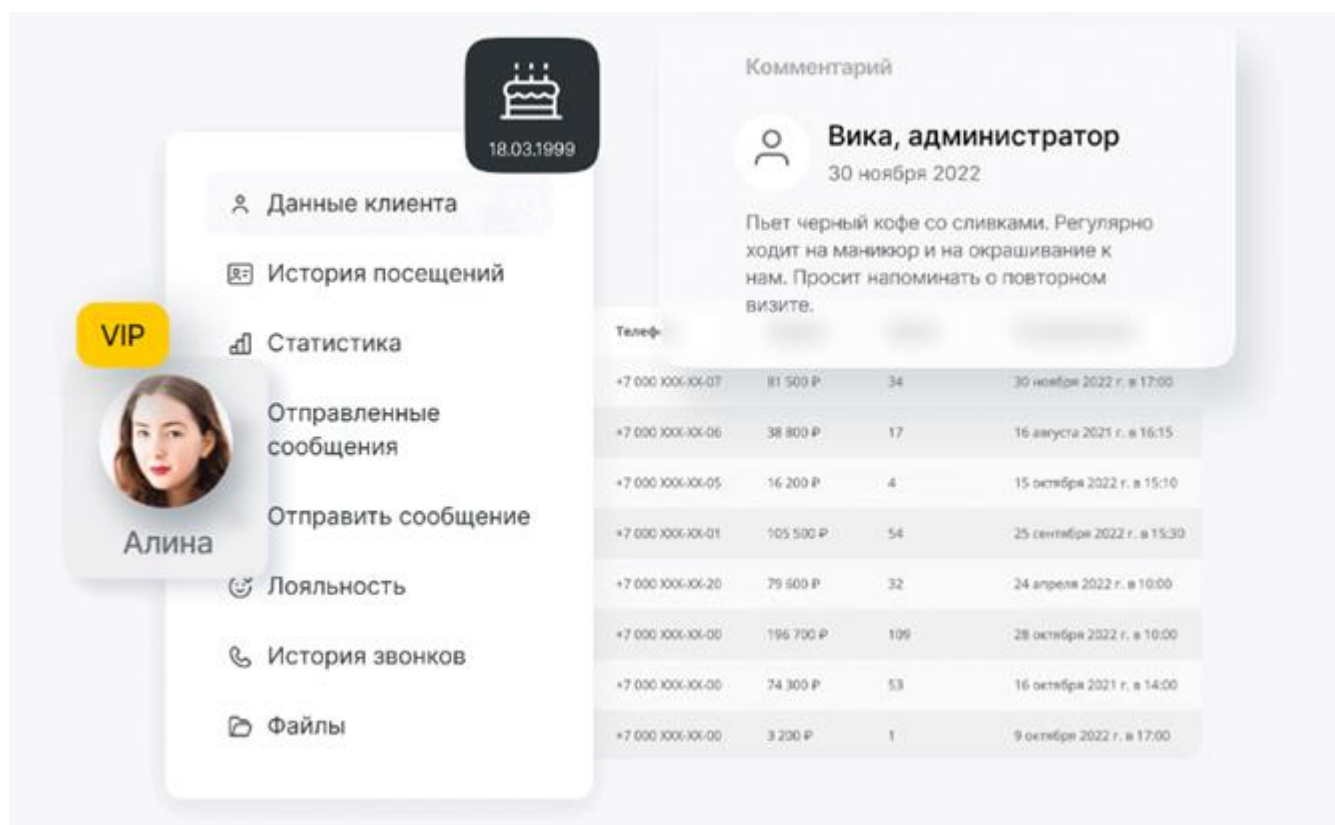 18.03.1999
Данные клиента
История посещений
Статистика
Отправленные
сообщения
Отправить сообщение
Лояльность
История звонков
Файлы
VIP
Алина
Комментарий
Вика, администратор
30 ноября 2022
Пьет черный кофе со сливками. Регулярно
ходит на маникюр и на окрашивание к
нам. Просит напоминать о повторном
визите.
Телеф
+7 000 XXX-XX-07 81 500 ₽ 34 30 ноября 2022 г. в 17:00
+7 000 XXX-XX-06 38 800 ₽ 17 16 августа 2021 г. в 16:15
+7 000 XXX-XX-05 16 200 ₽ 4 15 октября 2022 г. в 15:10
+7 000 XXX-XX-01 105 500 ₽ 54 25 сентября 2022 г. в 15:30
+7 000 XXX-XX-20 79 600 ₽ 32 24 апреля 2022 г. в 10:00
+7 000 XXX-XX-00 196 700 ₽ 109 28 октября 2022 г. в 10:00
+7 000 XXX-XX-00 74 300 ₽ 53 16 октября 2021 г. в 14:00
+7 000 XXX-XX-00 3 200 ₽ 1 9 октября 2022 г. в 17:00